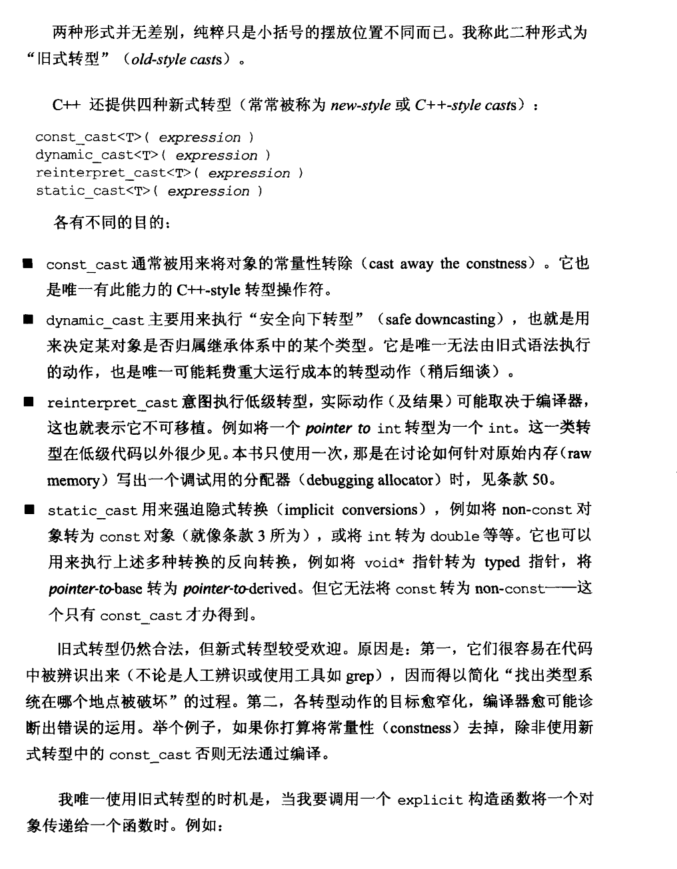 两种形式并无差别，纯粹只是小括号的摆放位置不同而已。我称此二种形式为
“旧式转型”（old-style casts）。
C++ 还提供四种新式转型（常常被称为 new-style 或 C++-style casts）：
const_cast<T>( expression )
dynamic_cast<T>( expression )
reinterpret_cast<T>( expression )
static_cast<T>( expression )
各有不同的目的：
■ const_cast 通常被用来将对象的常量性转除（cast away the constness）。它也
是唯一有此能力的 C++-style 转型操作符。
■ dynamic_cast 主要用来执行“安全向下转型”（safe downcasting），也就是用
来决定某对象是否归属继承体系中的某个类型。它是唯一无法由旧式语法执行
的动作，也是唯一可能耗费重大运行成本的转型动作（稍后细谈）。
■ reinterpret_cast 意图执行低级转型，实际动作（及结果）可能取决于编译器，
这也就表示它不可移植。例如将一个 pointer to int 转型为一个 int。这一类转
型在低级代码以外很少见。本书只使用一次，那是在讨论如何针对原始内存（raw
memory）写出一个调试用的分配器（debugging allocator）时，见条款 50。
■ static_cast 用来强迫隐式转换（implicit conversions），例如将 non-const 对
象转为 const 对象（就像条款 3 所为），或将 int 转为 double 等等。它也可以
用来执行上述多种转换的反向转换，例如将 void* 指针转为 typed 指针，将
pointer-to-base 转为 pointer-to-derived。但它无法将 const 转为 non-const——这
个只有 const_cast 才办得到。
旧式转型仍然合法，但新式转型较受欢迎。原因是：第一，它们很容易在代码
中被辨识出来（不论是人工辨识或使用工具如 grep），因而得以简化“找出类型系
统在哪个地点被破坏”的过程。第二，各转型动作的目标愈窄化，编译器愈可能诊
断出错误的运用。举个例子，如果你打算将常量性（constness）去掉，除非使用新
式转型中的 const_cast 否则无法通过编译。
我唯一使用旧式转型的时机是，当我要调用一个 explicit 构造函数将一个对
象传递给一个函数时。例如：